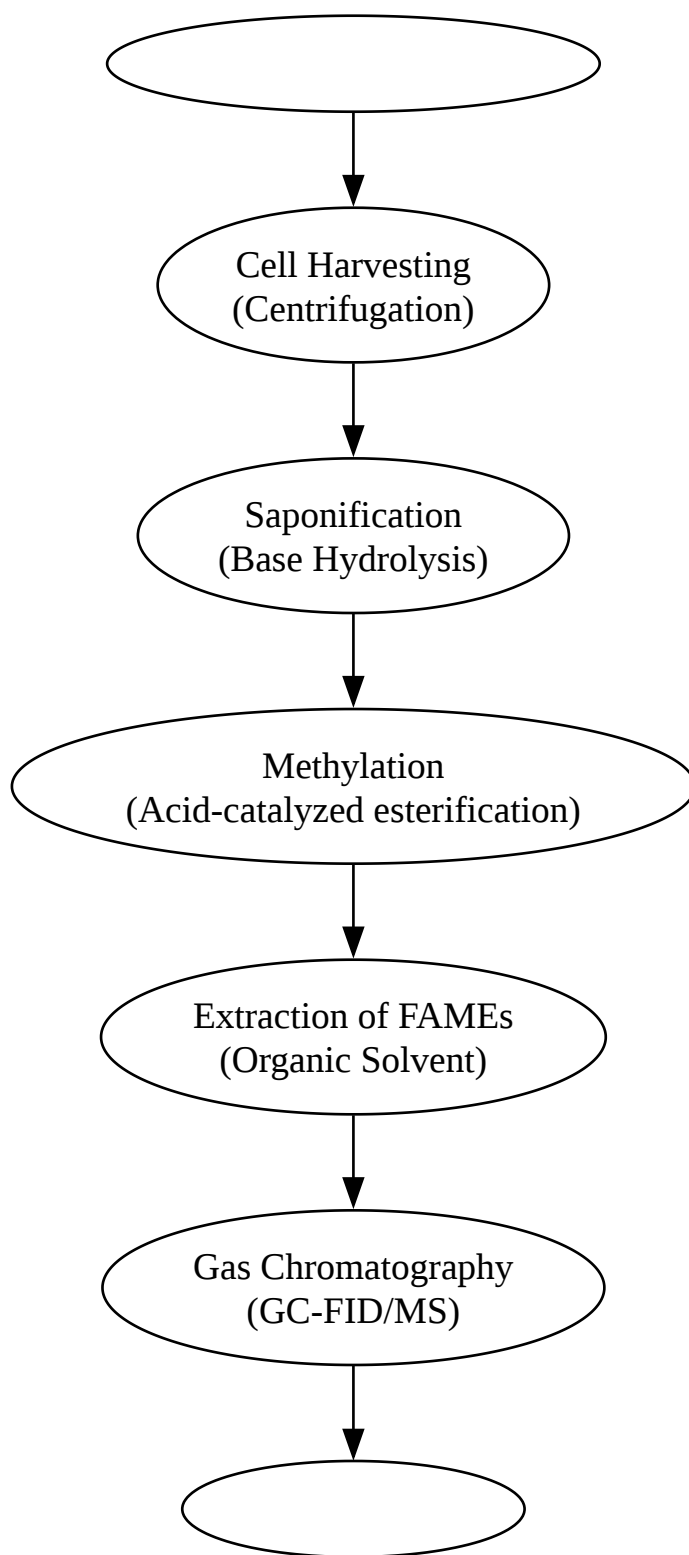 Cell Harvesting
(Centrifugation)
Saponification
(Base Hydrolysis)
Methylation
(Acid-catalyzed esterification)
Extraction of FAMEs
(Organic Solvent)
Gas Chromatography
(GC-FID/MS)